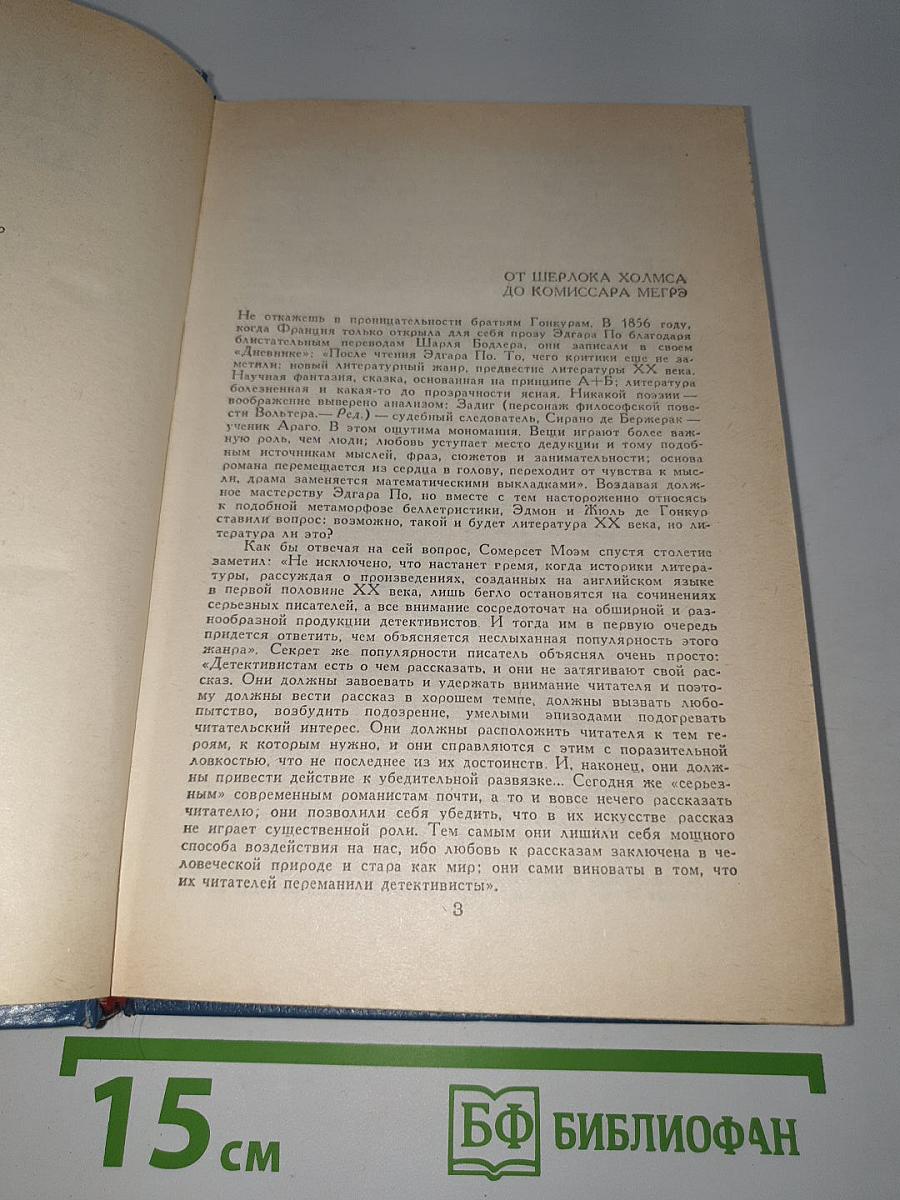 ОТ ШЕРЛОКА ХОЛМСА
ДО КОМИССАРА МЕГРЭ
Не откажешь в проницательности братьям Гонкурам. В 1856 году,
когда Франция только открыла для себя прозу Эдгара По благодаря
блистательным переводам Шарля Бодлера, они записали в своем
«Дневнике»: «После чтения Эдгара По. То, чего критики еще не за-
метили: новый литературный жанр, предвестие литературы XX века.
Научная фантазия, сказка, основанная на принципе А+Б; литература
болезненная и какая-то до прозрачности ясная. Никакой поэзии —
воображение выверено анализом: Задиг (персонаж философской пове-
сти Вольтера.— Ред.) — судебный следователь, Сирано де Бержерак —
ученик Араго. В этом ощутима мономания. Вещи играют более важ-
ную роль, чем люди; любовь уступает место дедукции и тому подоб-
ным источникам мыслей, фраз, сюжетов и занимательности; основа
романа перемещается из сердца в голову, переходит от чувства к мыс-
ли, драма заменяется математическими выкладками». Воздавая долж-
ное мастерству Эдгара По, но вместе с тем настороженно относясь
к подобной метаморфозе беллетристики, Эдмон и Жюль де Гонкур
ставили вопрос: возможно, такой и будет литература XX века, но ли-
тература ли это?
Как бы отвечая на сей вопрос, Сомерсет Моэм спустя столетие
заметил: «Не исключено, что настанет время, когда историки литера-
туры, рассуждая о произведениях, созданных на английском языке
в первой половине XX века, лишь бегло остановятся на сочинениях
серьезных писателей, а все внимание сосредоточат на обширной и раз-
нообразной продукции детективистов. И тогда им в первую очередь
придется ответить, чем объясняется неслыханная популярность этого
жанра». Секрет же популярности писатель объяснял очень просто:
«Детективистам есть о чем рассказать, и они не затягивают свой рас-
сказ. Они должны завоевать и удержать внимание читателя и поэто-
му должны вести рассказ в хорошем темпе, должны вызвать любо-
пытство, возбудить подозрение, умелыми эпизодами подогревать
читательский интерес. Они должны расположить читателя к тем ге-
роям, к которым нужно, и они справляются с этим с поразительной
ловкостью, что не последнее из их достоинств. И, наконец, они долж-
ны привести действие к убедительной развязке... Сегодня же «серьез-
ным» современным романистам почти, а то и вовсе нечего рассказать
читателю; они позволили себя убедить, что в их искусстве рассказ
не играет существенной роли. Тем самым они лишили себя мощного
способа воздействия на нас, ибо любовь к рассказам заключена в че-
ловеческой природе и стара как мир; они сами виноваты в том, что
их читателей переманили детективисты».
3
15 см
БФ БИБЛИОФАН